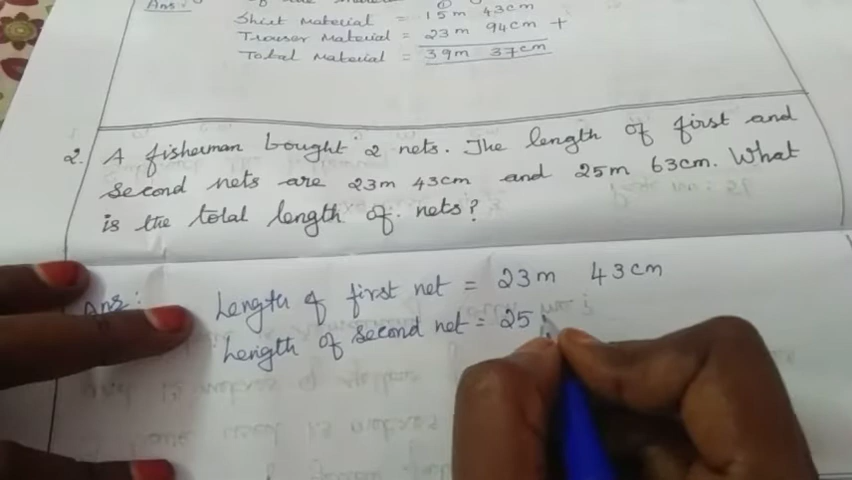 Ans:
①
Shirt Material = 15m 43cm
Trouser Material = 23m 94cm +
Total Material = 39m 37cm
2. A fisherman bought 2 nets. The length of first and
second nets are 23m 43cm and 25m 63cm. What
is the total length of nets?
Ans: Length of first net = 23m 43cm
Length of second net = 25